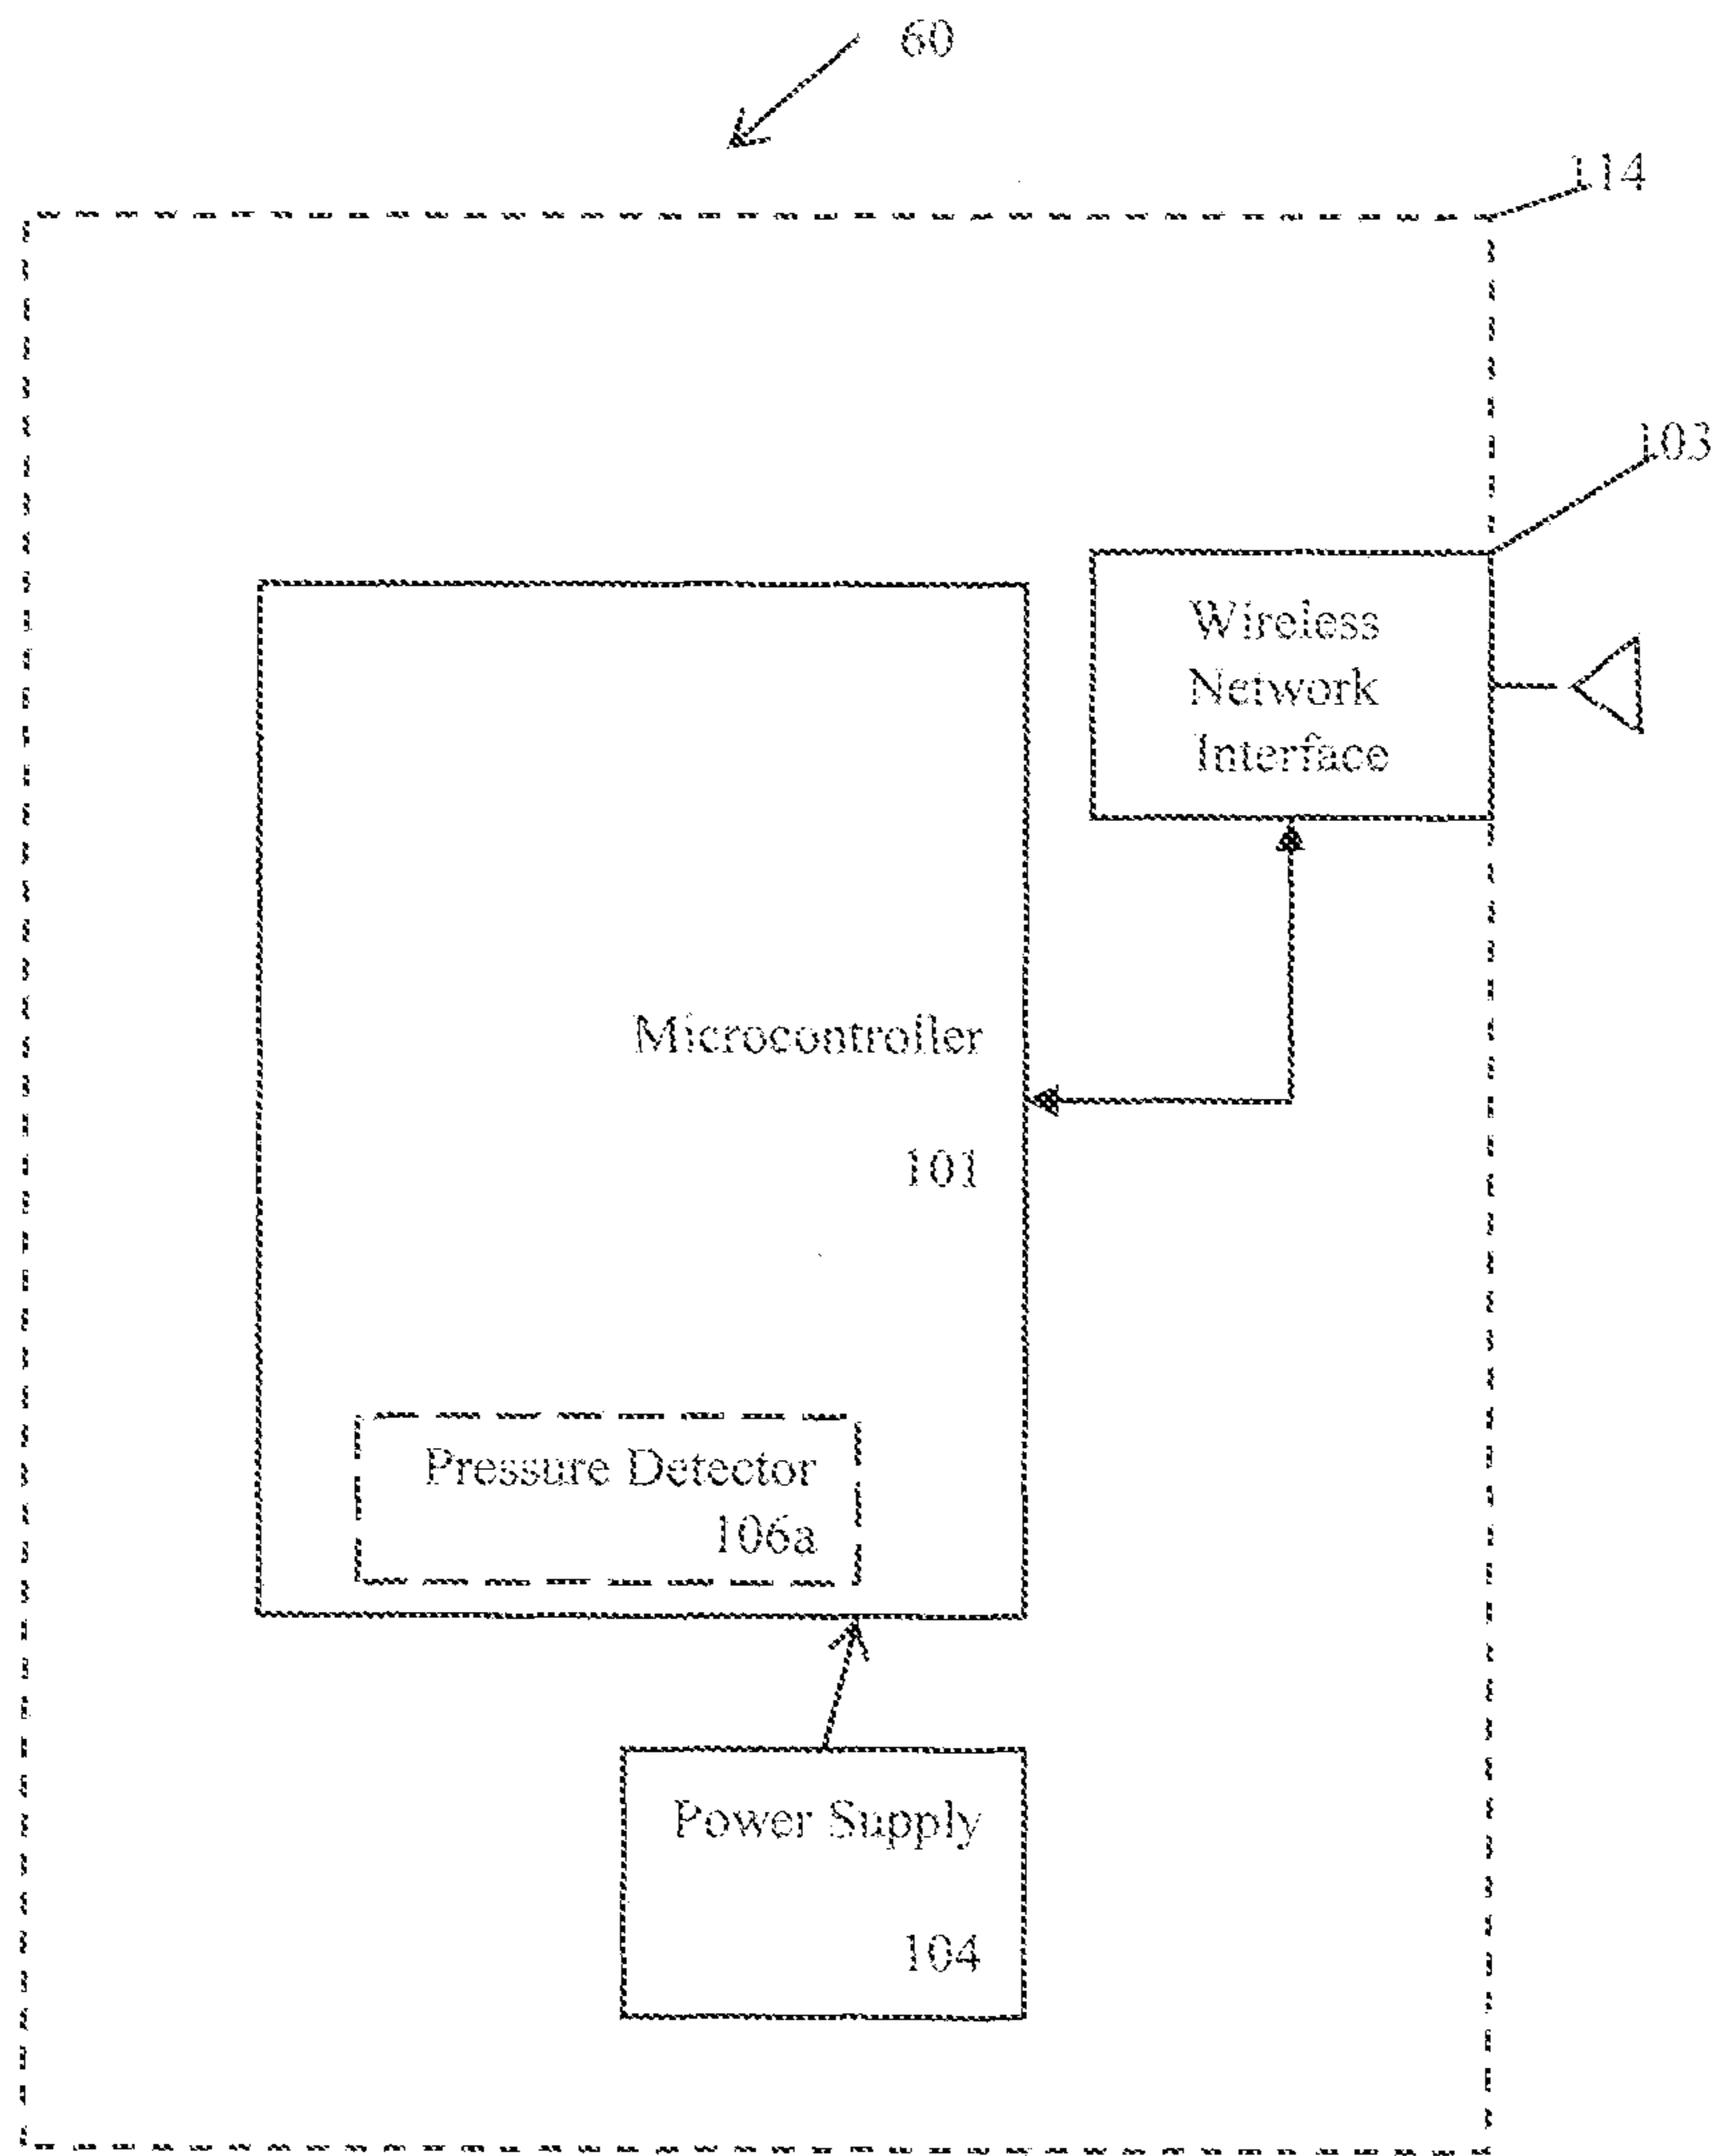 60
114
103
Wireless
Network
Interface
Microcontroller
101
Pressure Detector
106a
Power Supply
104